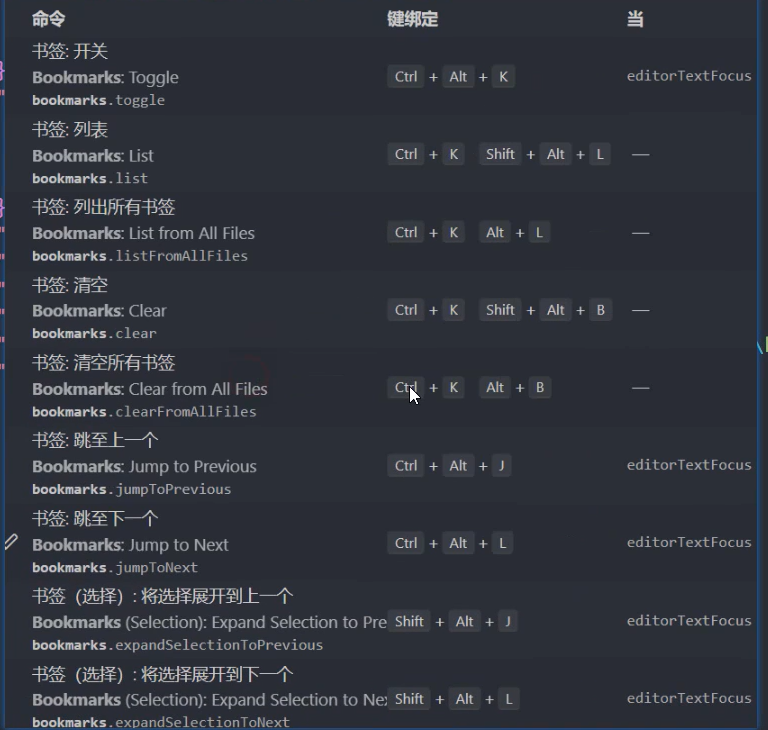 命令 键绑定 当
书签: 开关
Bookmarks: Toggle Ctrl + Alt + K editorTextFocus
bookmarks.toggle
书签: 列表
Bookmarks: List Ctrl + K Shift + Alt + L —
bookmarks.list
书签: 列出所有书签
Bookmarks: List from All Files Ctrl + K Alt + L —
bookmarks.listFromAllFiles
书签: 清空
Bookmarks: Clear Ctrl + K Shift + Alt + B —
bookmarks.clear
书签: 清空所有书签
Bookmarks: Clear from All Files Ctrl + K Alt + B —
bookmarks.clearFromAllFiles
书签: 跳至上一个
Bookmarks: Jump to Previous Ctrl + Alt + J editorTextFocus
bookmarks.jumpToPrevious
书签: 跳至下一个
Bookmarks: Jump to Next Ctrl + Alt + L editorTextFocus
bookmarks.jumpToNext
书签（选择）: 将选择展开到上一个
Bookmarks (Selection): Expand Selection to Pre Shift + Alt + J editorTextFocus
bookmarks.expandSelectionToPrevious
书签（选择）: 将选择展开到下一个
Bookmarks (Selection): Expand Selection to Nex Shift + Alt + L editorTextFocus
bookmarks.expandSelectionToNext